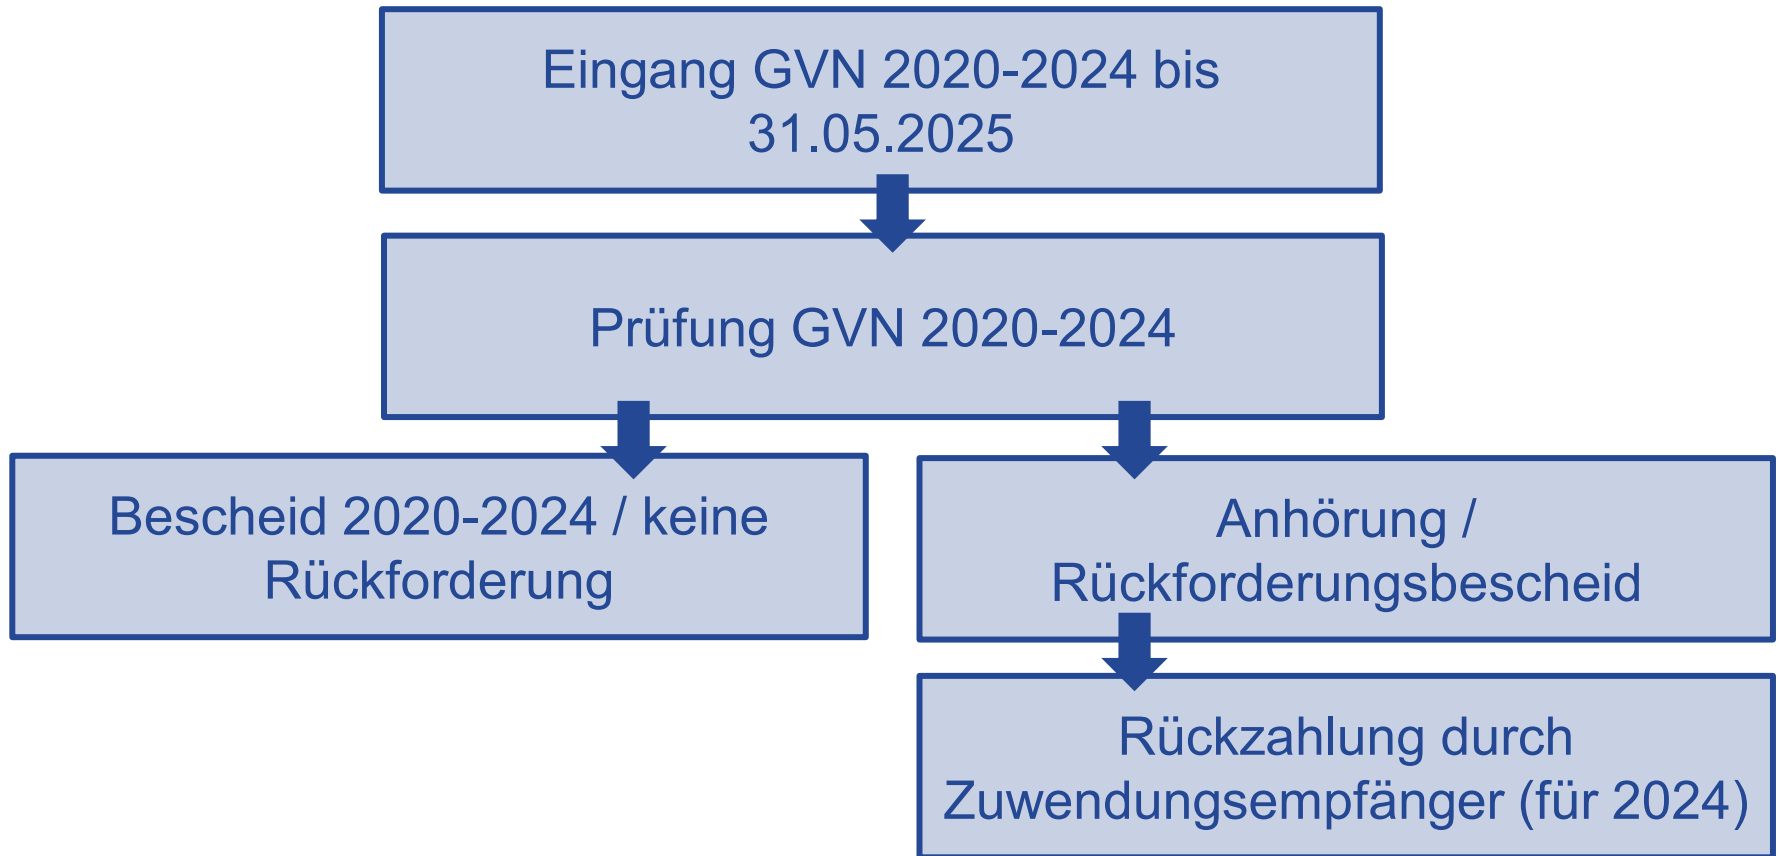 Eingang GVN 2020-2024 bis
31.05.2025
Prüfung GVN 2020-2024
Bescheid 2020-2024 / keine
Rückforderung
Anhörung /
Rückforderungsbescheid
Rückzahlung durch
Zuwendungsempfänger (für 2024)